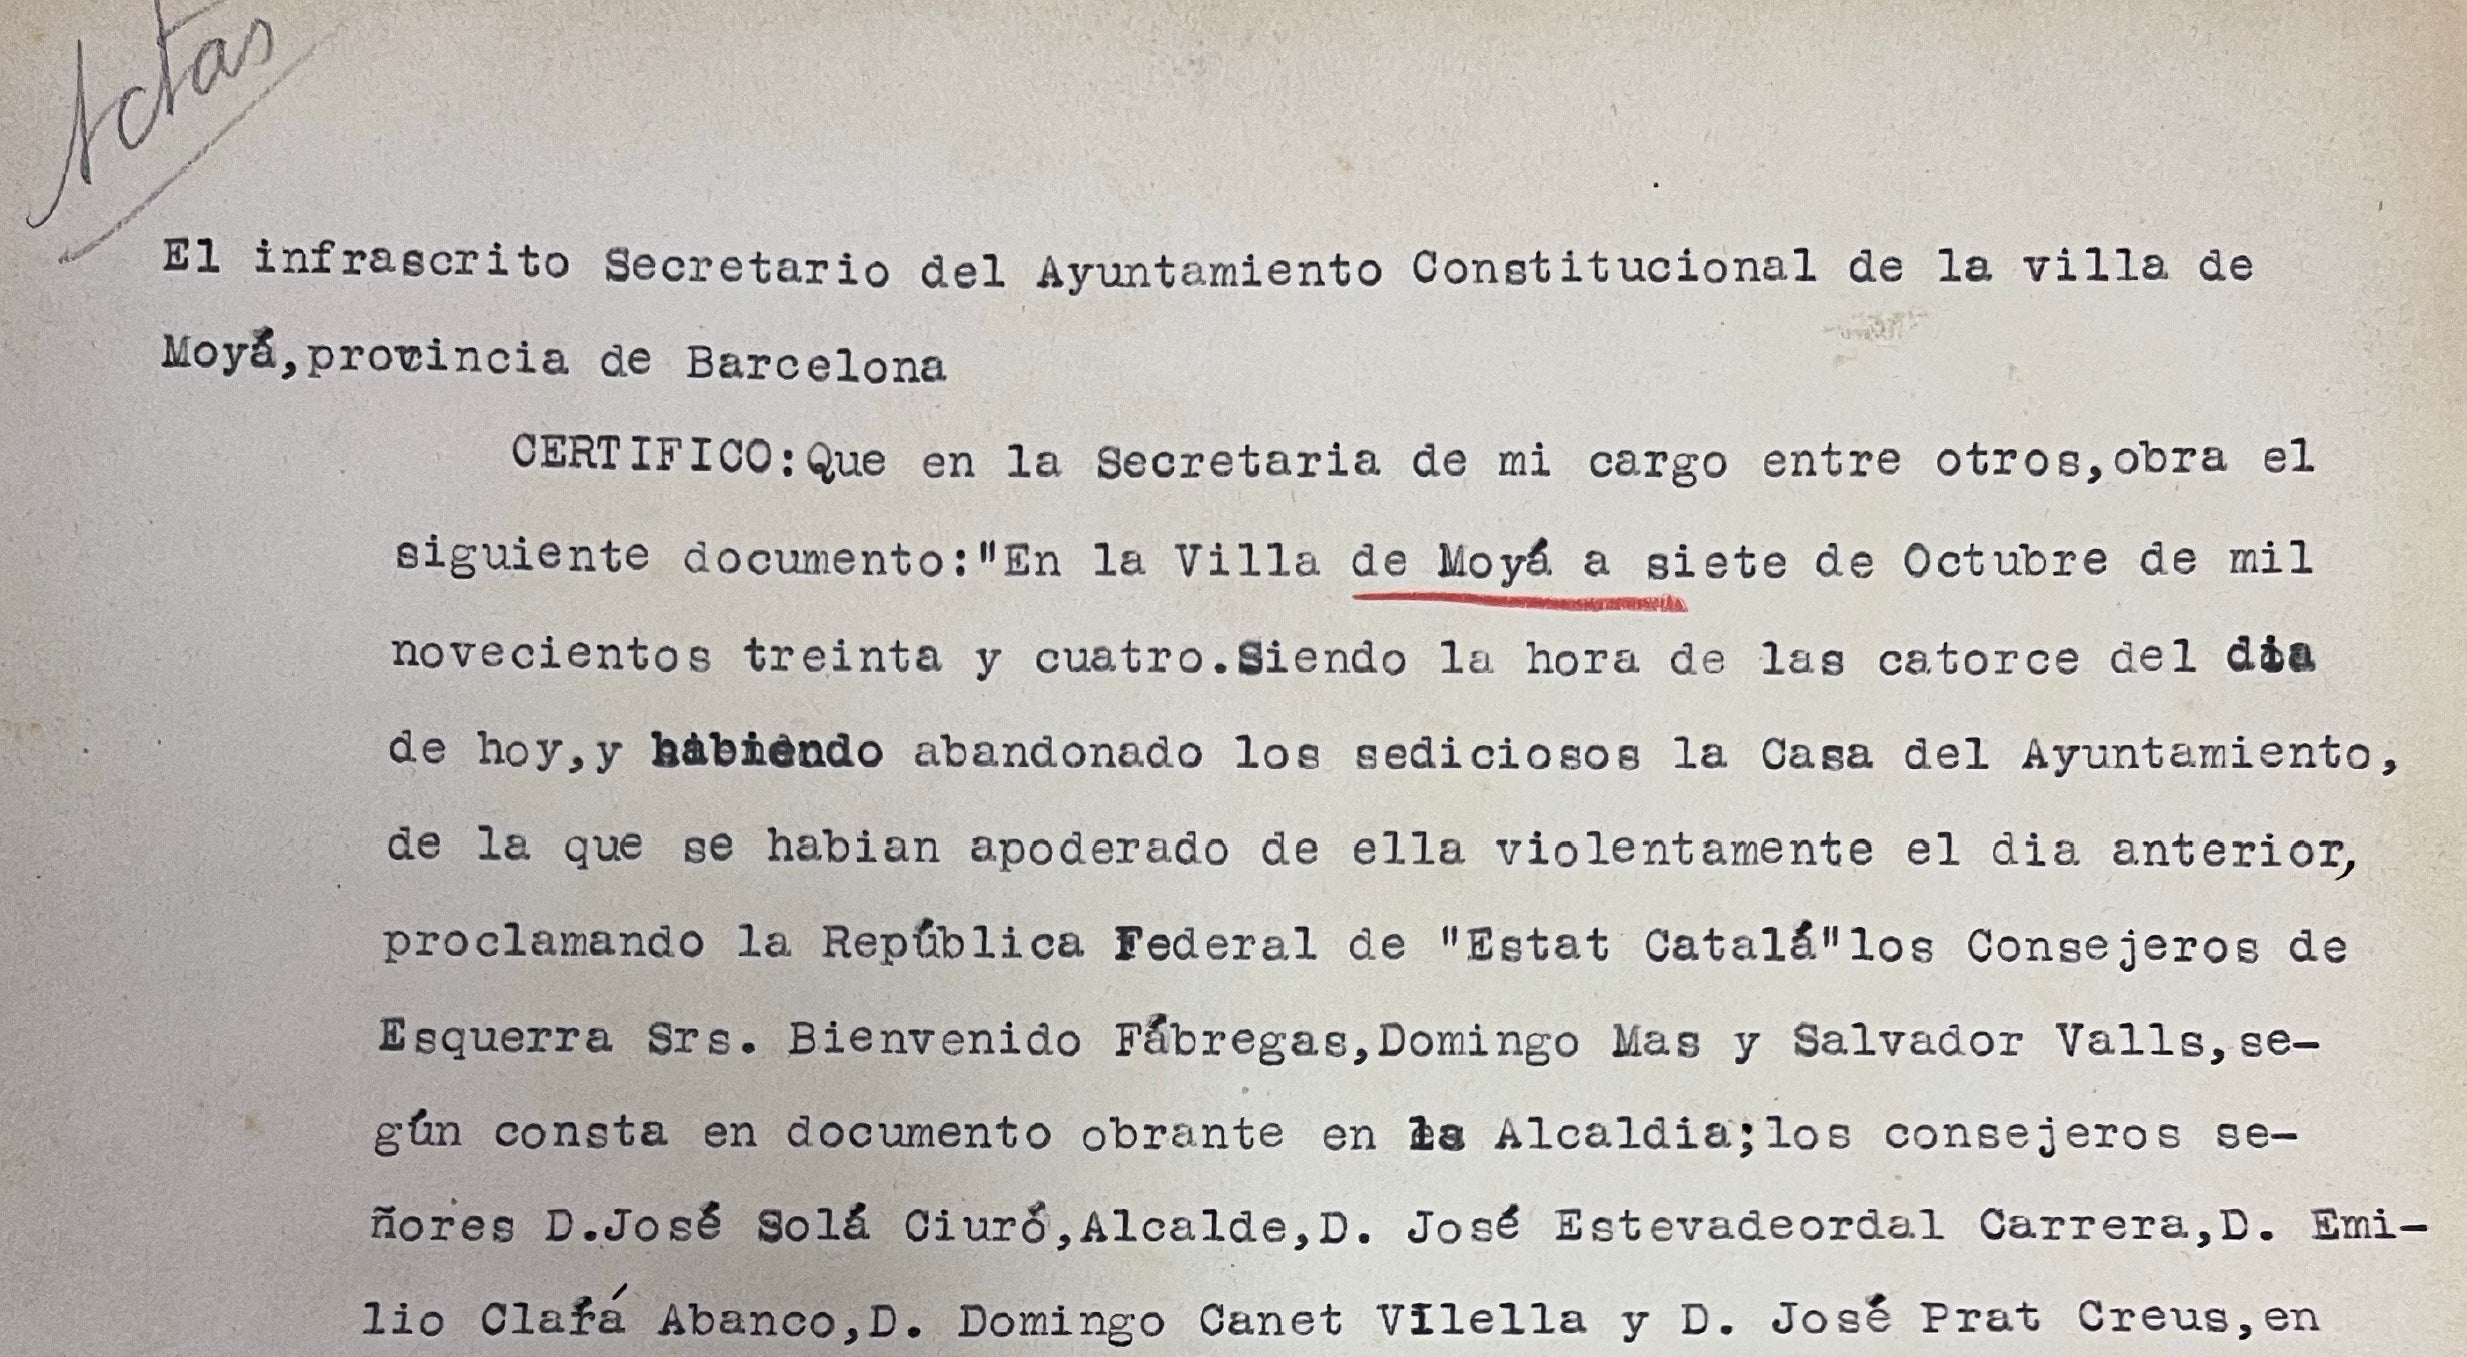 Actas
El infrascrito Secretario del Ayuntamiento Constitucional de la villa de
Moyá,provincia de Barcelona
CERTIFICO:Que en la Secretaria de mi cargo entre otros,obra el
siguiente documento:"En la Villa de Moyá a siete de Octubre de mil
novecientos treinta y cuatro.Siendo la hora de las catorce del dia
de hoy,y habiendo abandonado los sediciosos la Casa del Ayuntamiento,
de la que se habian apoderado de ella violentamente el dia anterior,
proclamando la República Federal de "Estat Catalá"los Consejeros de
Esquerra Srs. Bienvenido Fábregas,Domingo Mas y Salvador Valls,se-
gún consta en documento obrante en la Alcaldia;los consejeros se-
ñores D.José Solá Ciuró,Alcalde,D. José Estevadeordal Carrera,D. Emi-
lio Clará Abanco,D. Domingo Canet Vilella y D. José Prat Creus,en